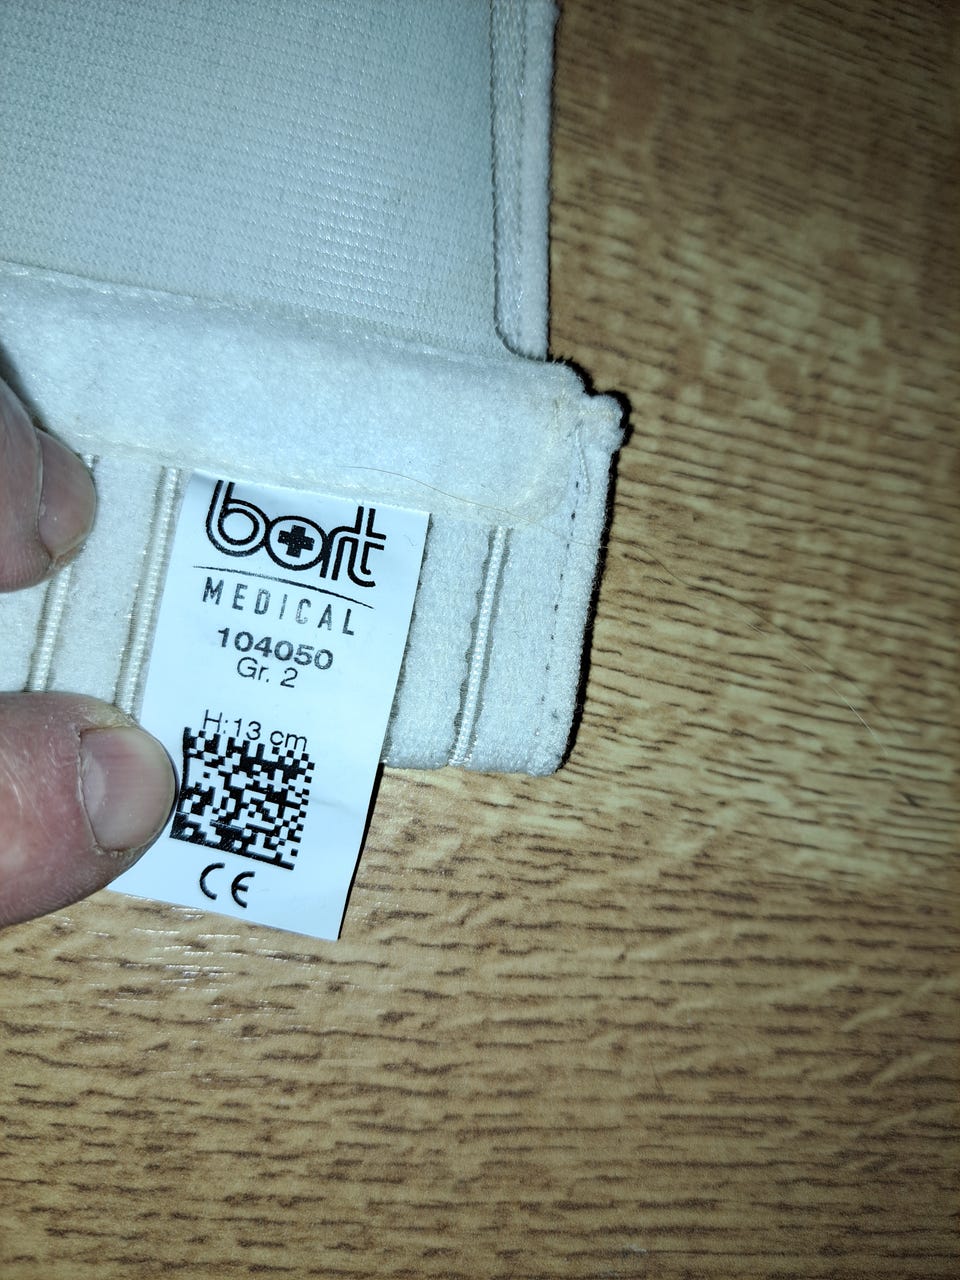 bort
MEDICAL
104050
Gr. 2
H:13 cm
CE